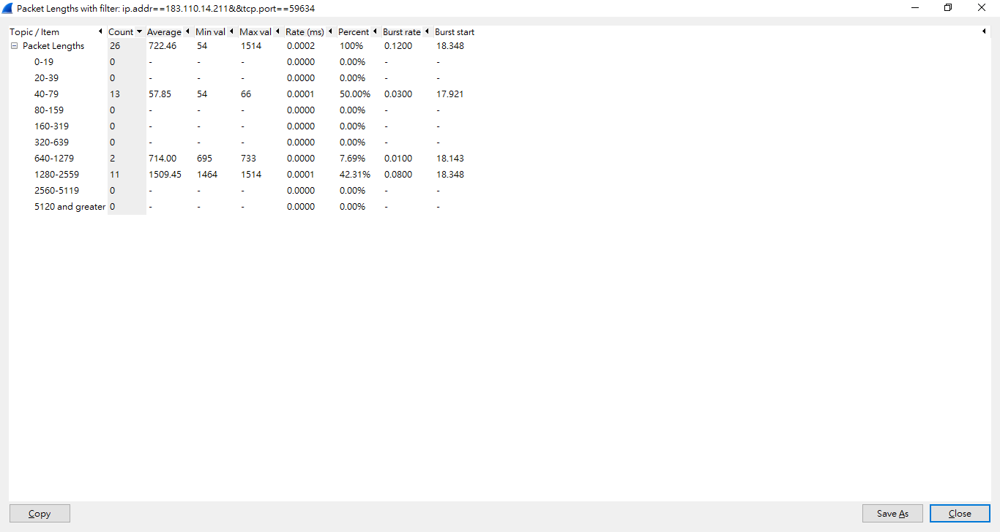 Packet Lengths with filter: ip.addr==183.110.14.211&&tcp.port==59634
Topic / Item Count Average Min val Max val Rate (ms) Percent Burst rate Burst start
Packet Lengths 26 722.46 54 1514 0.0002 100% 0.1200 18.348
0-19 0 - - - 0.0000 0.00% - -
20-39 0 - - - 0.0000 0.00% - -
40-79 13 57.85 54 66 0.0001 50.00% 0.0300 17.921
80-159 0 - - - 0.0000 0.00% - -
160-319 0 - - - 0.0000 0.00% - -
320-639 0 - - - 0.0000 0.00% - -
640-1279 2 714.00 695 733 0.0000 7.69% 0.0100 18.143
1280-2559 11 1509.45 1464 1514 0.0001 42.31% 0.0800 18.348
2560-5119 0 - - - 0.0000 0.00% - -
5120 and greater 0 - - - 0.0000 0.00% - -
Copy Save As Close